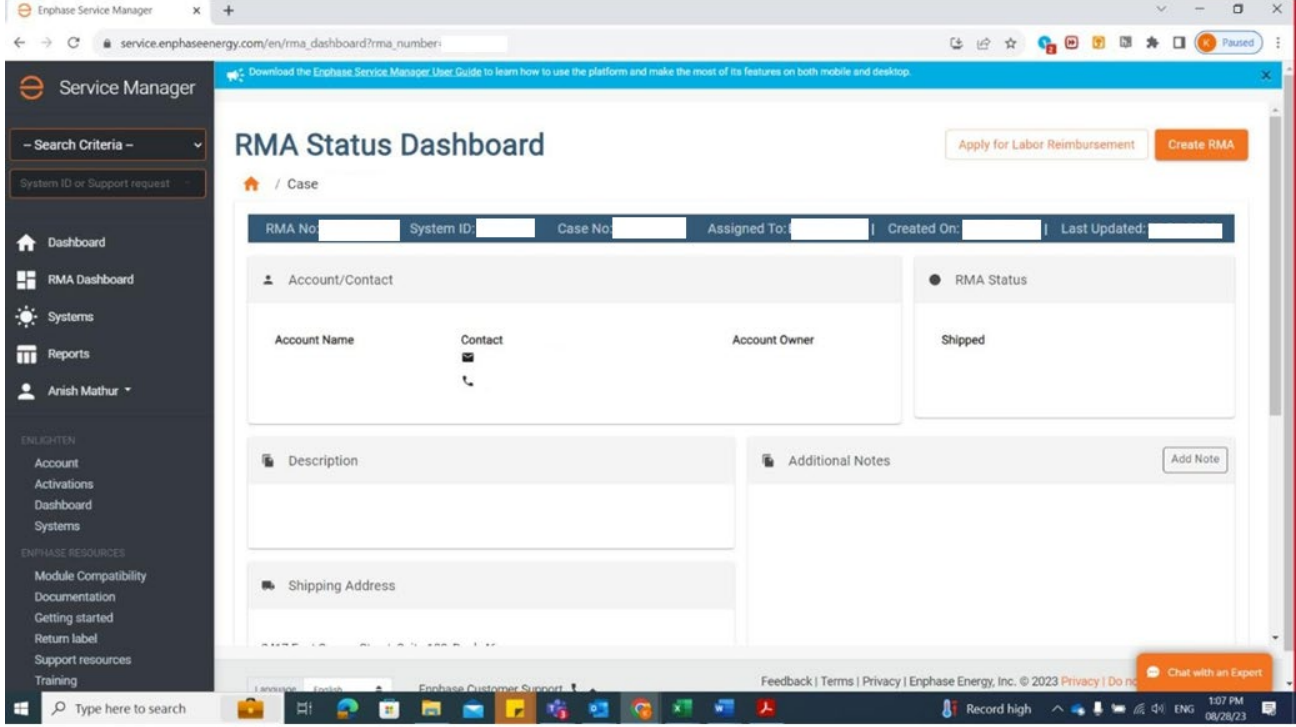 Enphase Service Manager
service.enphaseenergy.com/en/rma_dashboard?rma_number=
Paused
Service Manager
Download the Enphase Service Manager User Guide to learn how to use the platform and make the most of its features on both mobile and desktop.
-- Search Criteria --
System ID or Support request
RMA Status Dashboard
Apply for Labor Reimbursement
Create RMA
/ Case
RMA No: System ID: Case No: Assigned To: | Created On: | Last Updated:
Dashboard
RMA Dashboard
Systems
Reports
Anish Mathur
Account/Contact
RMA Status
Account Name Contact Account Owner
Shipped
ENLIGHTEN
Account
Activations
Dashboard
Systems
ENPHASE RESOURCES
Module Compatibility
Documentation
Getting started
Return label
Support resources
Training
Description
Additional Notes
Add Note
Shipping Address
Language English Enphase Customer Support
Feedback | Terms | Privacy | Enphase Energy, Inc. © 2023 Privacy | Do
Chat with an Expert
Type here to search
Record high
ENG
1:07 PM
08/28/23